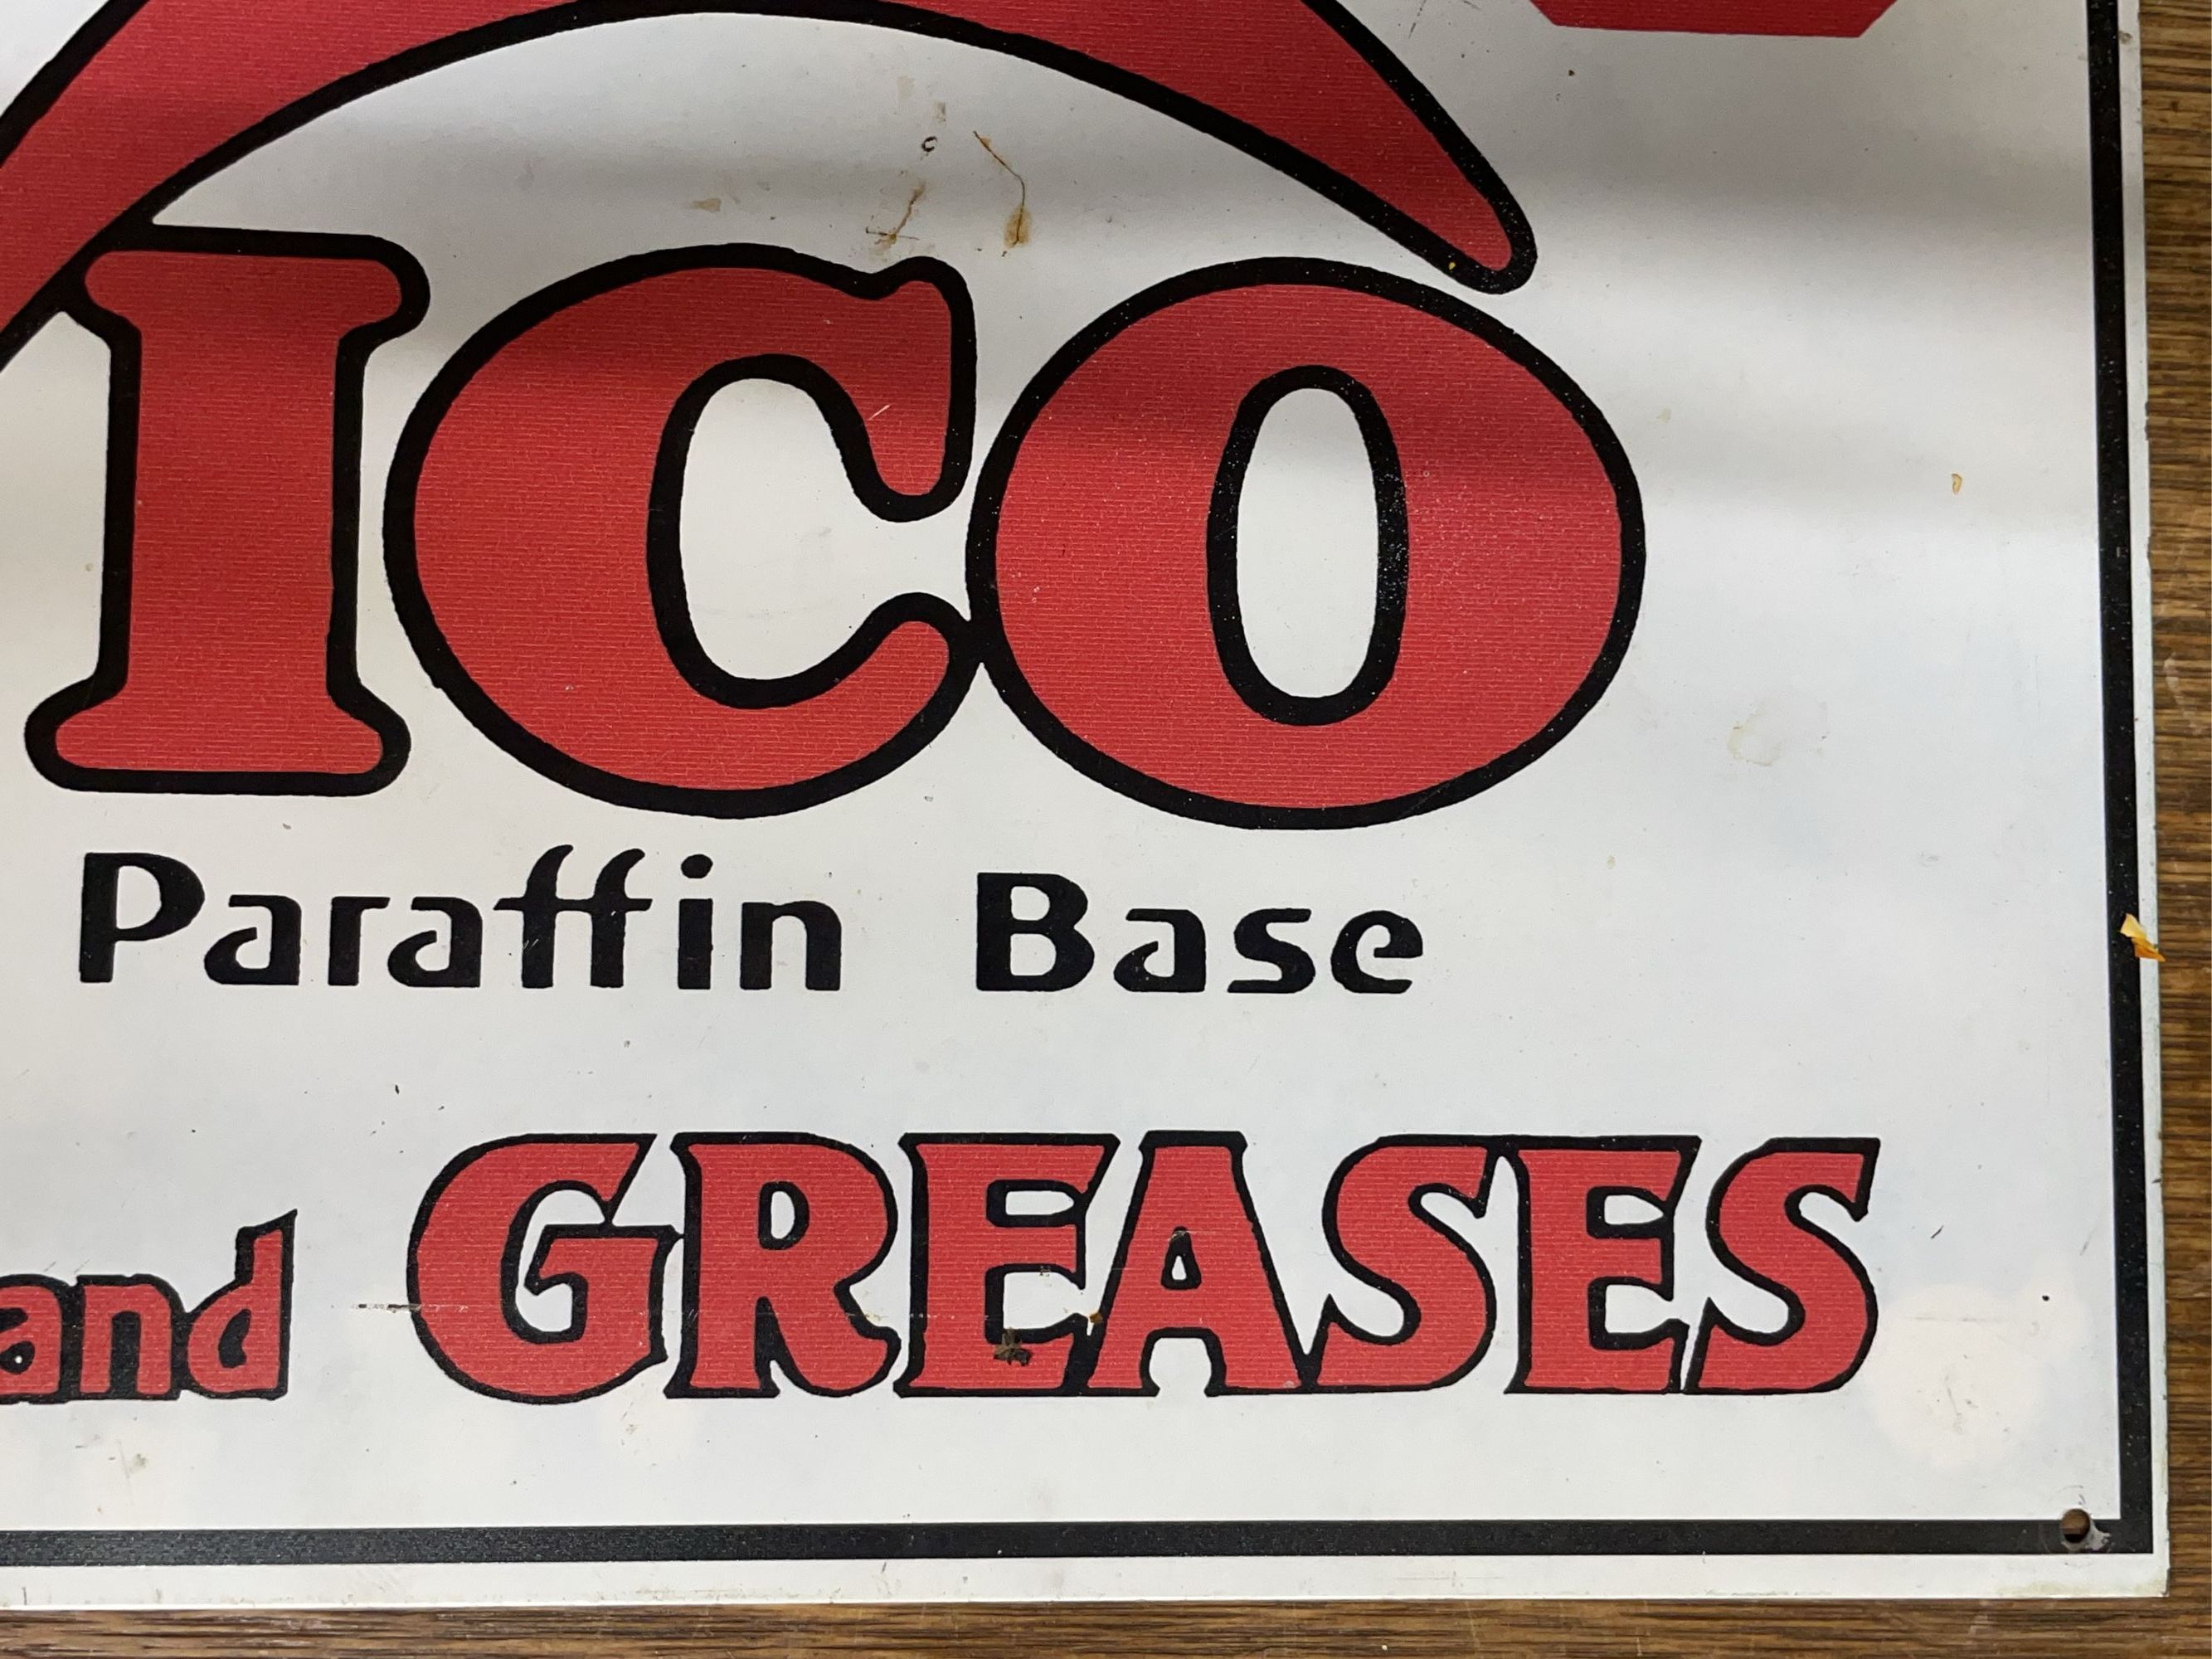 ICO
Paraffin Base
and GREASES